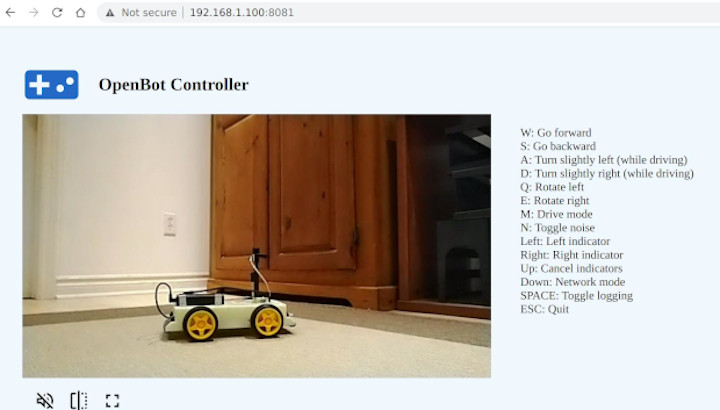 Not secure | 192.168.1.100:8081
OpenBot Controller
W: Go forward
S: Go backward
A: Turn slightly left (while driving)
D: Turn slightly right (while driving)
Q: Rotate left
E: Rotate right
M: Drive mode
N: Toggle noise
Left: Left indicator
Right: Right indicator
Up: Cancel indicators
Down: Network mode
SPACE: Toggle logging
ESC: Quit